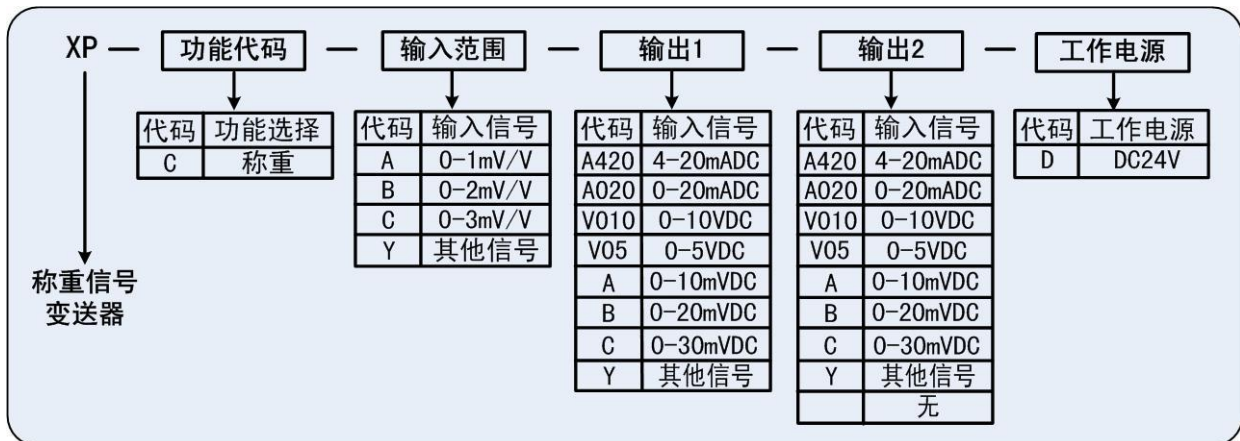 XP — 功能代码 — 输入范围 — 输出1 — 输出2 — 工作电源
称重信号
变送器
代码 功能选择
C 称重
代码 输入信号
A 0-1mV/V
B 0-2mV/V
C 0-3mV/V
Y 其他信号
代码 输入信号
A420 4-20mADC
A020 0-20mADC
V010 0-10VDC
V05 0-5VDC
A 0-10mVDC
B 0-20mVDC
C 0-30mVDC
Y 其他信号
代码 输入信号
A420 4-20mADC
A020 0-20mADC
V010 0-10VDC
V05 0-5VDC
A 0-10mVDC
B 0-20mVDC
C 0-30mVDC
Y 其他信号
无
代码 工作电源
D DC24V